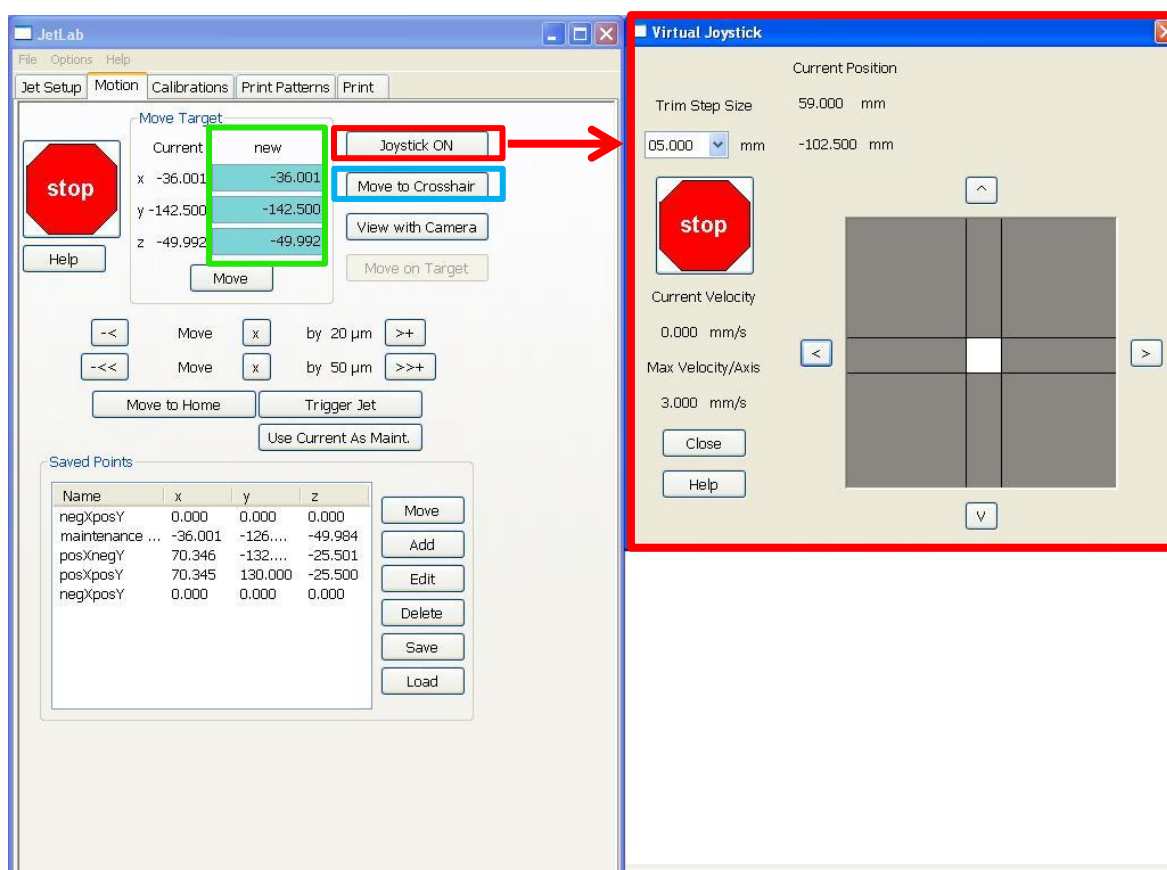 JetLab
File Options Help
Jet Setup Motion Calibrations Print Patterns Print
Move Target
Current new
x -36.001 -36.001
y -142.500 -142.500
z -49.992 -49.992
Move
stop
Help
Joystick ON
Move to Crosshair
View with Camera
Move on Target
-< Move x by 20 µm >+
-<< Move x by 50 µm >>+
Move to Home Trigger Jet
Use Current As Maint.
Saved Points
Name x y z
negXposY 0.000 0.000 0.000
maintenance ... -36.001 -126.... -49.984
posXnegY 70.346 -132.... -25.501
posXposY 70.345 130.000 -25.500
negXposY 0.000 0.000 0.000
Move
Add
Edit
Delete
Save
Load
Virtual Joystick
Current Position
Trim Step Size 59.000 mm
05.000 mm -102.500 mm
stop
Current Velocity
0.000 mm/s
Max Velocity/Axis
3.000 mm/s
Close
Help
^
<
>
V